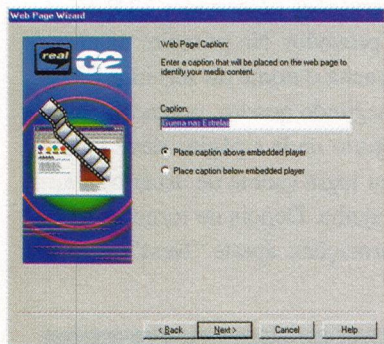 Web Page Wizard
real G2
Web Page Caption:
Enter a caption that will be placed on the web page to
identify your media content.
Caption:
Guerra nas Estrelas
Place caption above embedded player
Place caption below embedded player
< Back
Next >
Cancel
Help